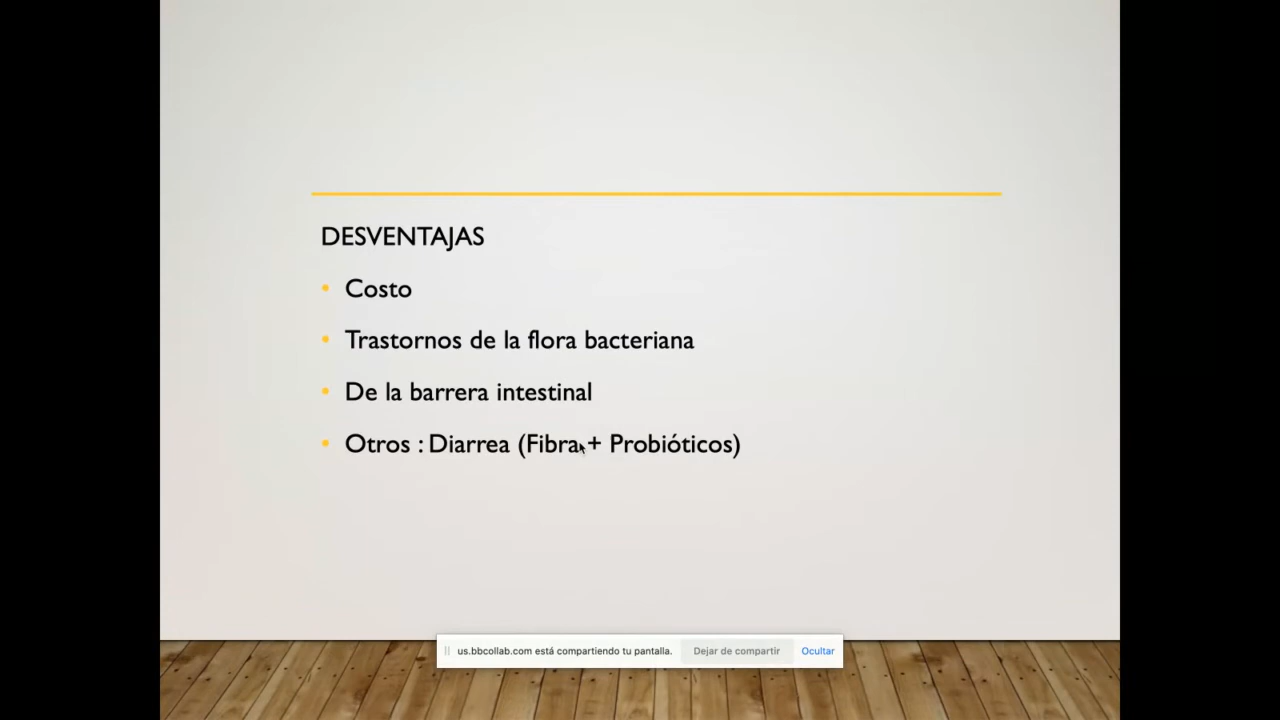 DESVENTAJAS
• Costo
• Trastornos de la flora bacteriana
• De la barrera intestinal
• Otros : Diarrea (Fibra + Probióticos)
us.bbcollab.com está compartiendo tu pantalla. Dejar de compartir Ocultar